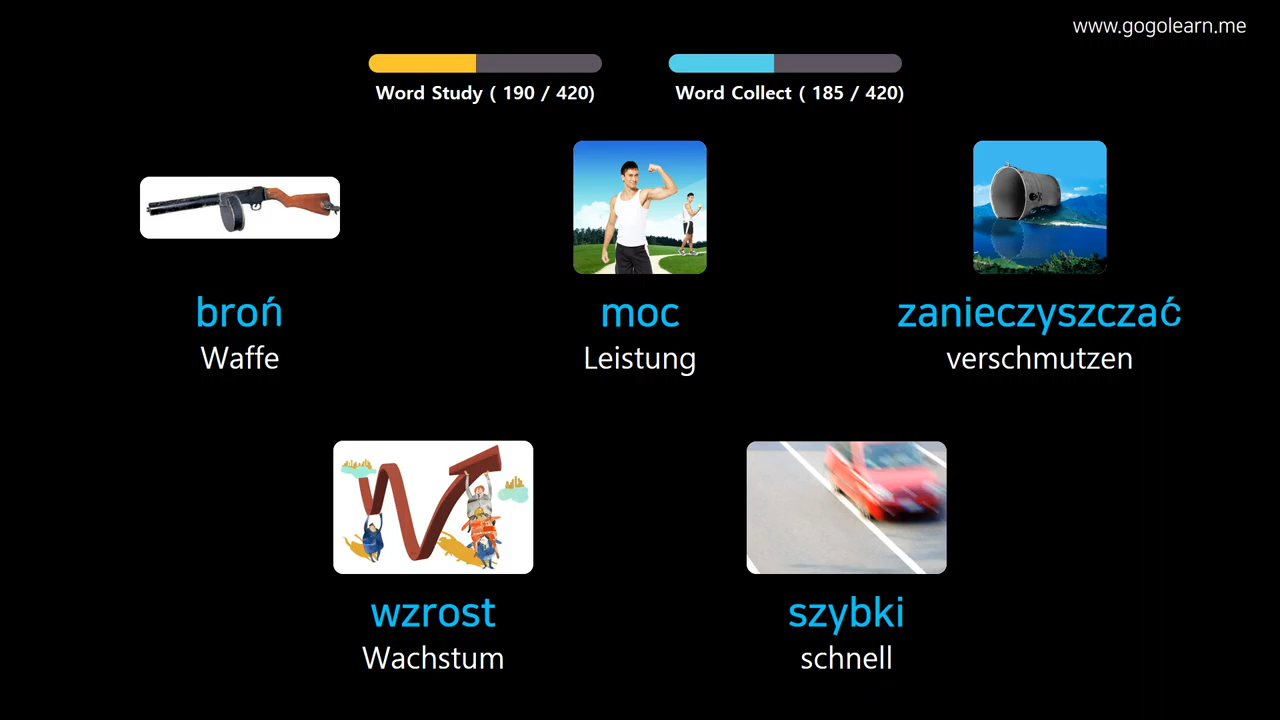 www.gogolearn.me
Word Study ( 190 / 420)
Word Collect ( 185 / 420)
broń
Waffe
moc
Leistung
zanieczyszczać
verschmutzen
wzrost
Wachstum
szybki
schnell